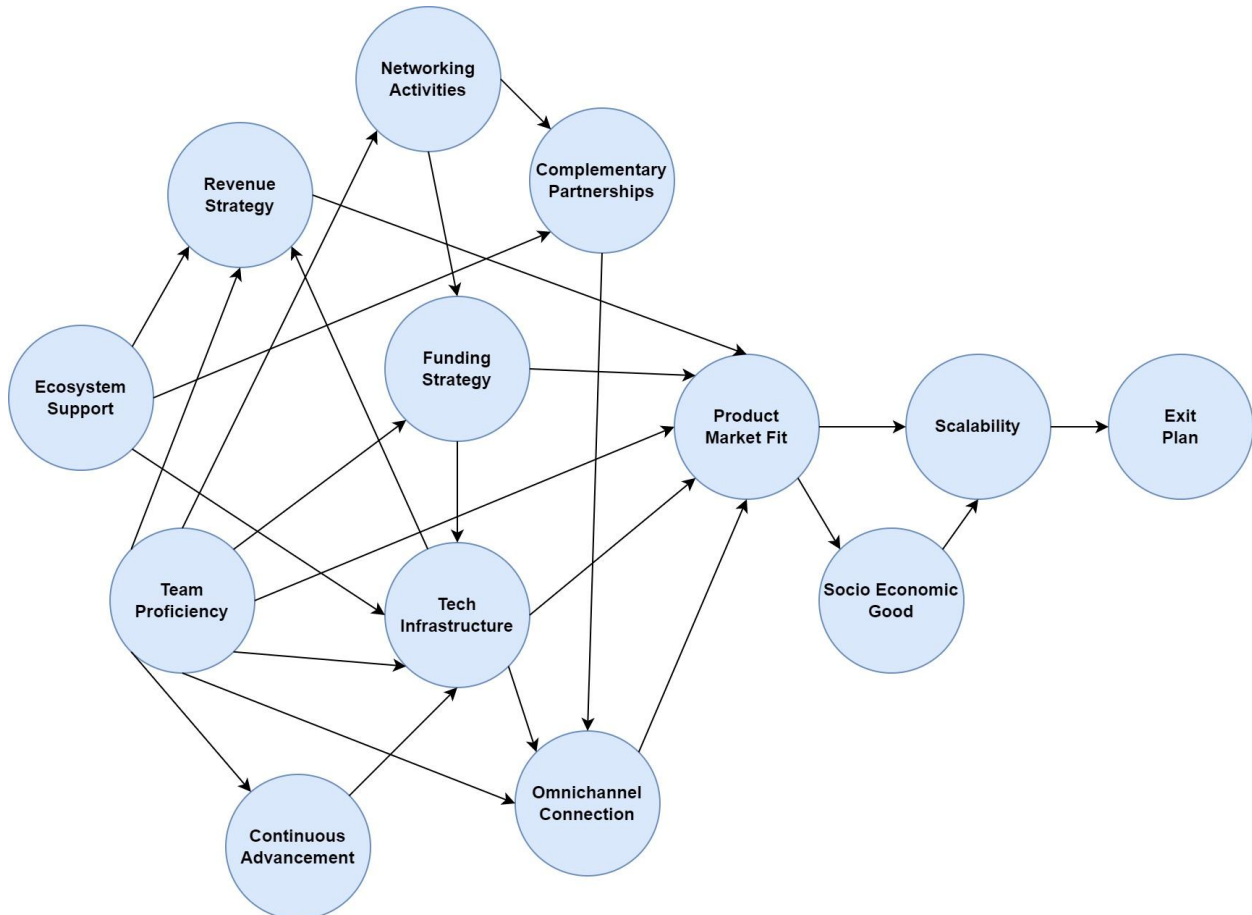 Networking
Activities
Complementary
Partnerships
Revenue
Strategy
Funding
Strategy
Ecosystem
Support
Product
Market Fit
Scalability
Exit
Plan
Team
Proficiency
Tech
Infrastructure
Socio Economic
Good
Omnichannel
Connection
Continuous
Advancement